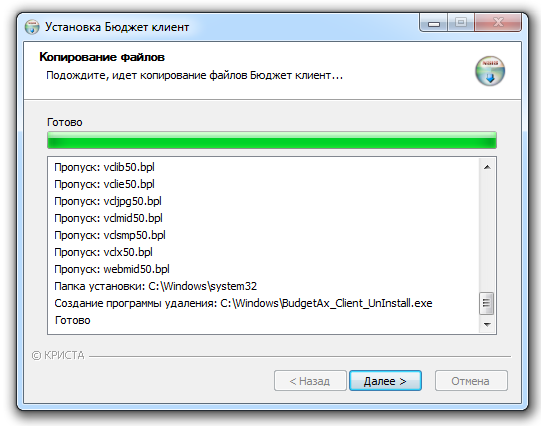 Установка Бюджет клиент
Копирование файлов
Подождите, идет копирование файлов Бюджет клиент...
Готово
Пропуск: vclib50.bpl
Пропуск: vclie50.bpl
Пропуск: vcljpg50.bpl
Пропуск: vclmid50.bpl
Пропуск: vclsmp50.bpl
Пропуск: vclx50.bpl
Пропуск: webmid50.bpl
Папка установки: C:\Windows\system32
Создание программы удаления: C:\Windows\BudgetAx_Client_UnInstall.exe
Готово
© КРИСТА
< Назад
Далее >
Отмена